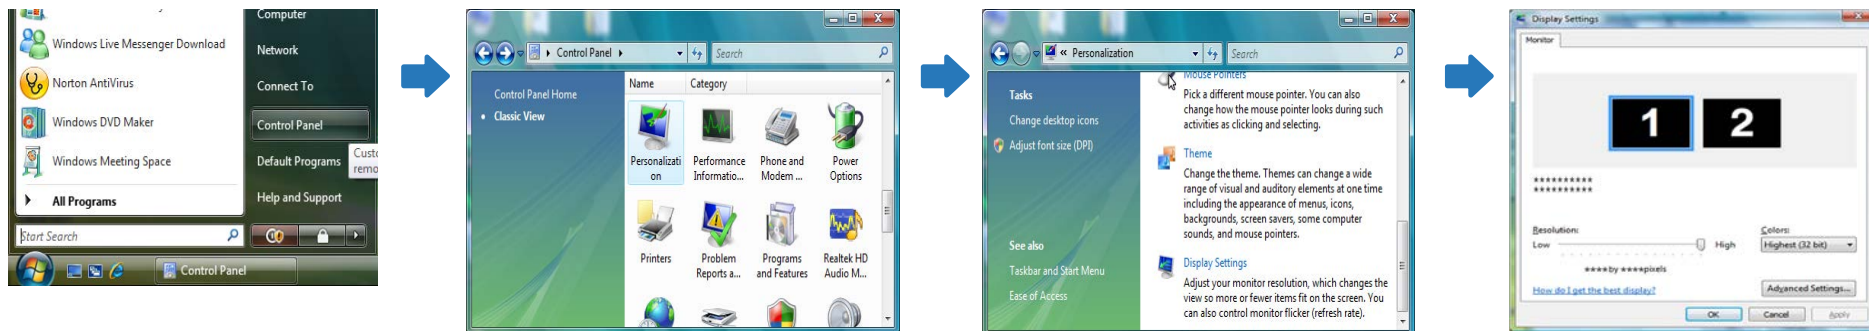 Computer
Windows Live Messenger Download
Network
Norton AntiVirus
Connect To
Windows DVD Maker
Control Panel
Windows Meeting Space
Default Programs
All Programs
Help and Support
Start Search
Control Panel
Control Panel
Search
Control Panel Home
Classic View
Name
Category
Personalizati
on
Performance
Informatio...
Phone and
Modem ...
Power
Options
Printers
Problem
Reports a...
Programs
and Features
Realtek HD
Audio M...
« Personalization
Search
Tasks
Change desktop icons
Adjust font size (DPI)
See also
Taskbar and Start Menu
Ease of Access
Mouse Pointers
Pick a different mouse pointer. You can also
change how the mouse pointer looks during such
activities as clicking and selecting.
Theme
Change the theme. Themes can change a wide
range of visual and auditory elements at one time
including the appearance of menus, icons,
backgrounds, screen savers, some computer
sounds, and mouse pointers.
Display Settings
Adjust your monitor resolution, which changes the
view so more or fewer items fit on the screen. You
can also control monitor flicker (refresh rate).
Display Settings
Monitor
1
2
**********
**********
Resolution:
Low
High
****by ****pixels
Colors:
Highest (32 bit)
How do I get the best display?
Advanced Settings...
OK
Cancel
Apply